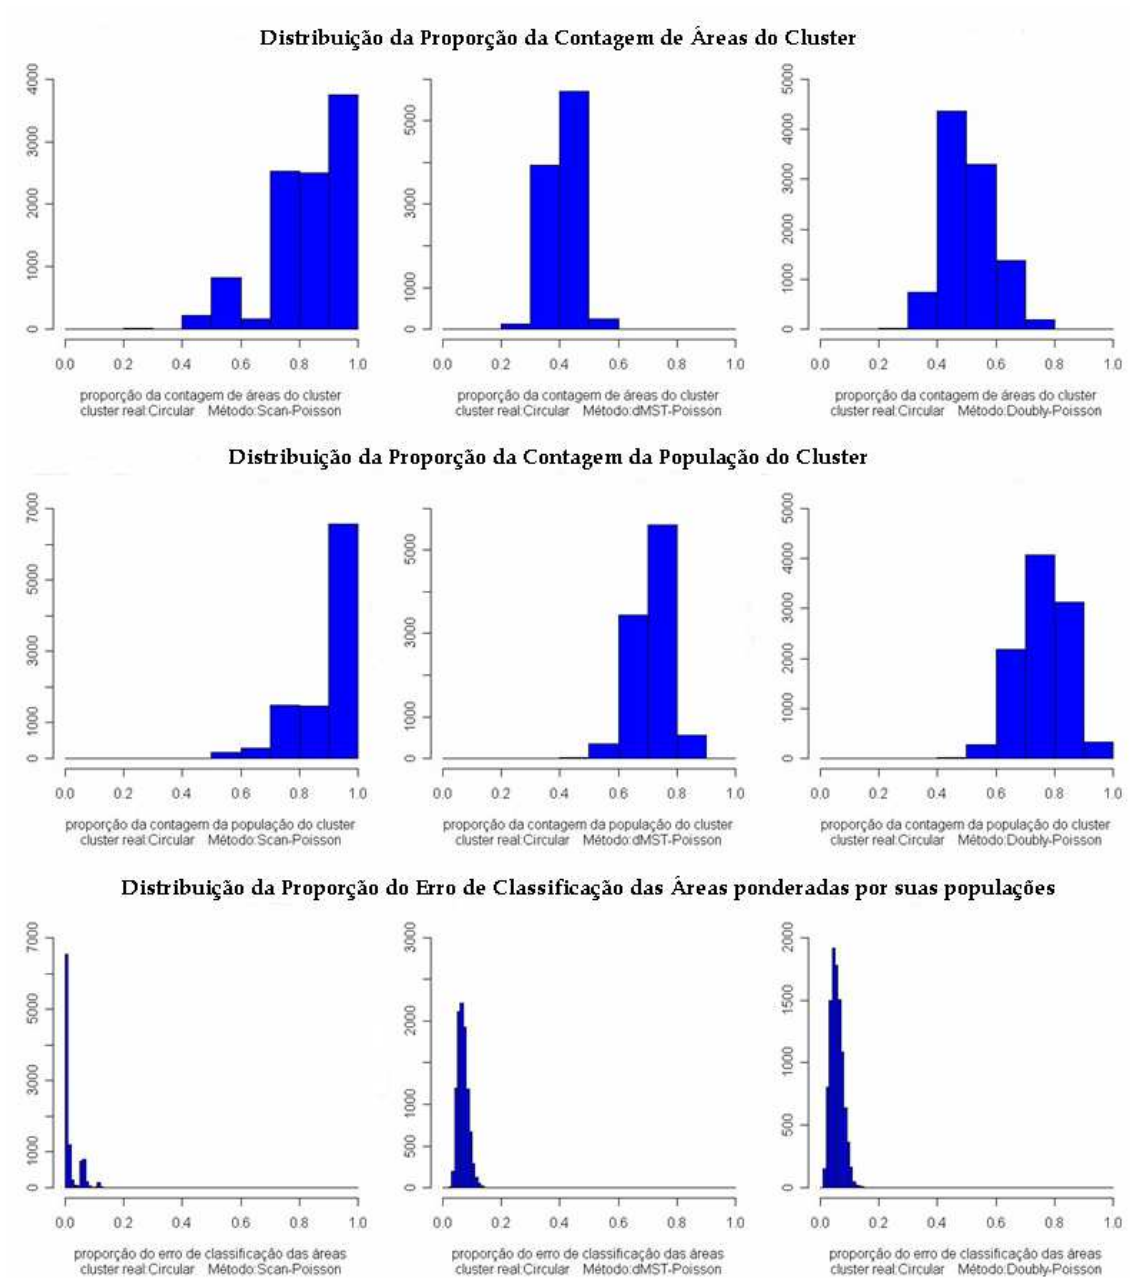 Distribuição da Proporção da Contagem de Áreas do Cluster
4000
3000
2000
1000
0
0.0 0.2 0.4 0.6 0.8 1.0
proporção da contagem de áreas do cluster
cluster real:Circular Método:Scan-Poisson
5000
3000
1000
0
0.0 0.2 0.4 0.6 0.8 1.0
proporção da contagem de áreas do cluster
cluster real:Circular Método:dMST-Poisson
5000
4000
3000
2000
1000
0
0.0 0.2 0.4 0.6 0.8 1.0
proporção da contagem de áreas do cluster
cluster real:Circular Método:Doubly-Poisson
Distribuição da Proporção da Contagem da População do Cluster
7000
5000
3000
1000
0
0.0 0.2 0.4 0.6 0.8 1.0
proporção da contagem da população do cluster
cluster real:Circular Método:Scan-Poisson
5000
3000
1000
0
0.0 0.2 0.4 0.6 0.8 1.0
proporção da contagem da população do cluster
cluster real:Circular Método:dMST-Poisson
5000
4000
3000
2000
1000
0
0.0 0.2 0.4 0.6 0.8 1.0
proporção da contagem da população do cluster
cluster real:Circular Método:Doubly-Poisson
Distribuição da Proporção do Erro de Classificação das Áreas ponderadas por suas populações
7000
5000
3000
1000
0
0.0 0.2 0.4 0.6 0.8 1.0
proporção do erro de classificação das áreas
cluster real:Circular Método:Scan-Poisson
3000
2000
1000
500
0
0.0 0.2 0.4 0.6 0.8 1.0
proporção do erro de classificação das áreas
cluster real:Circular Método:dMST-Poisson
2000
1500
1000
500
0
0.0 0.2 0.4 0.6 0.8 1.0
proporção do erro de classificação das áreas
cluster real:Circular Método:Doubly-Poisson